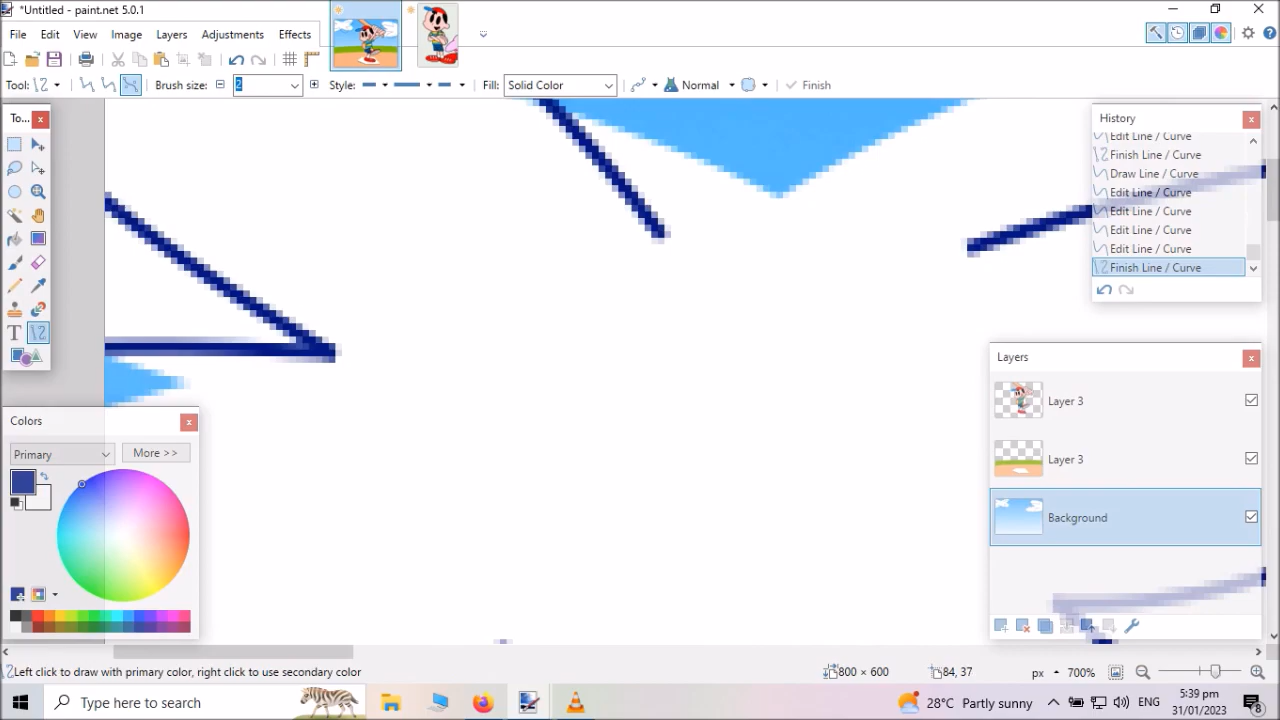 *Untitled - paint.net 5.0.1
File Edit View Image Layers Adjustments Effects
Tool: Brush size: 2 Style: Fill: Solid Color Normal Finish
To...
History
Edit Line / Curve
Finish Line / Curve
Draw Line / Curve
Edit Line / Curve
Edit Line / Curve
Edit Line / Curve
Edit Line / Curve
Finish Line / Curve
Layers
Layer 3
Layer 3
Background
Colors
Primary
More >>
Left click to draw with primary color, right click to use secondary color
800 × 600
84, 37
px
700%
Type here to search
28°C Partly sunny
ENG
5:39 pm
31/01/2023
8